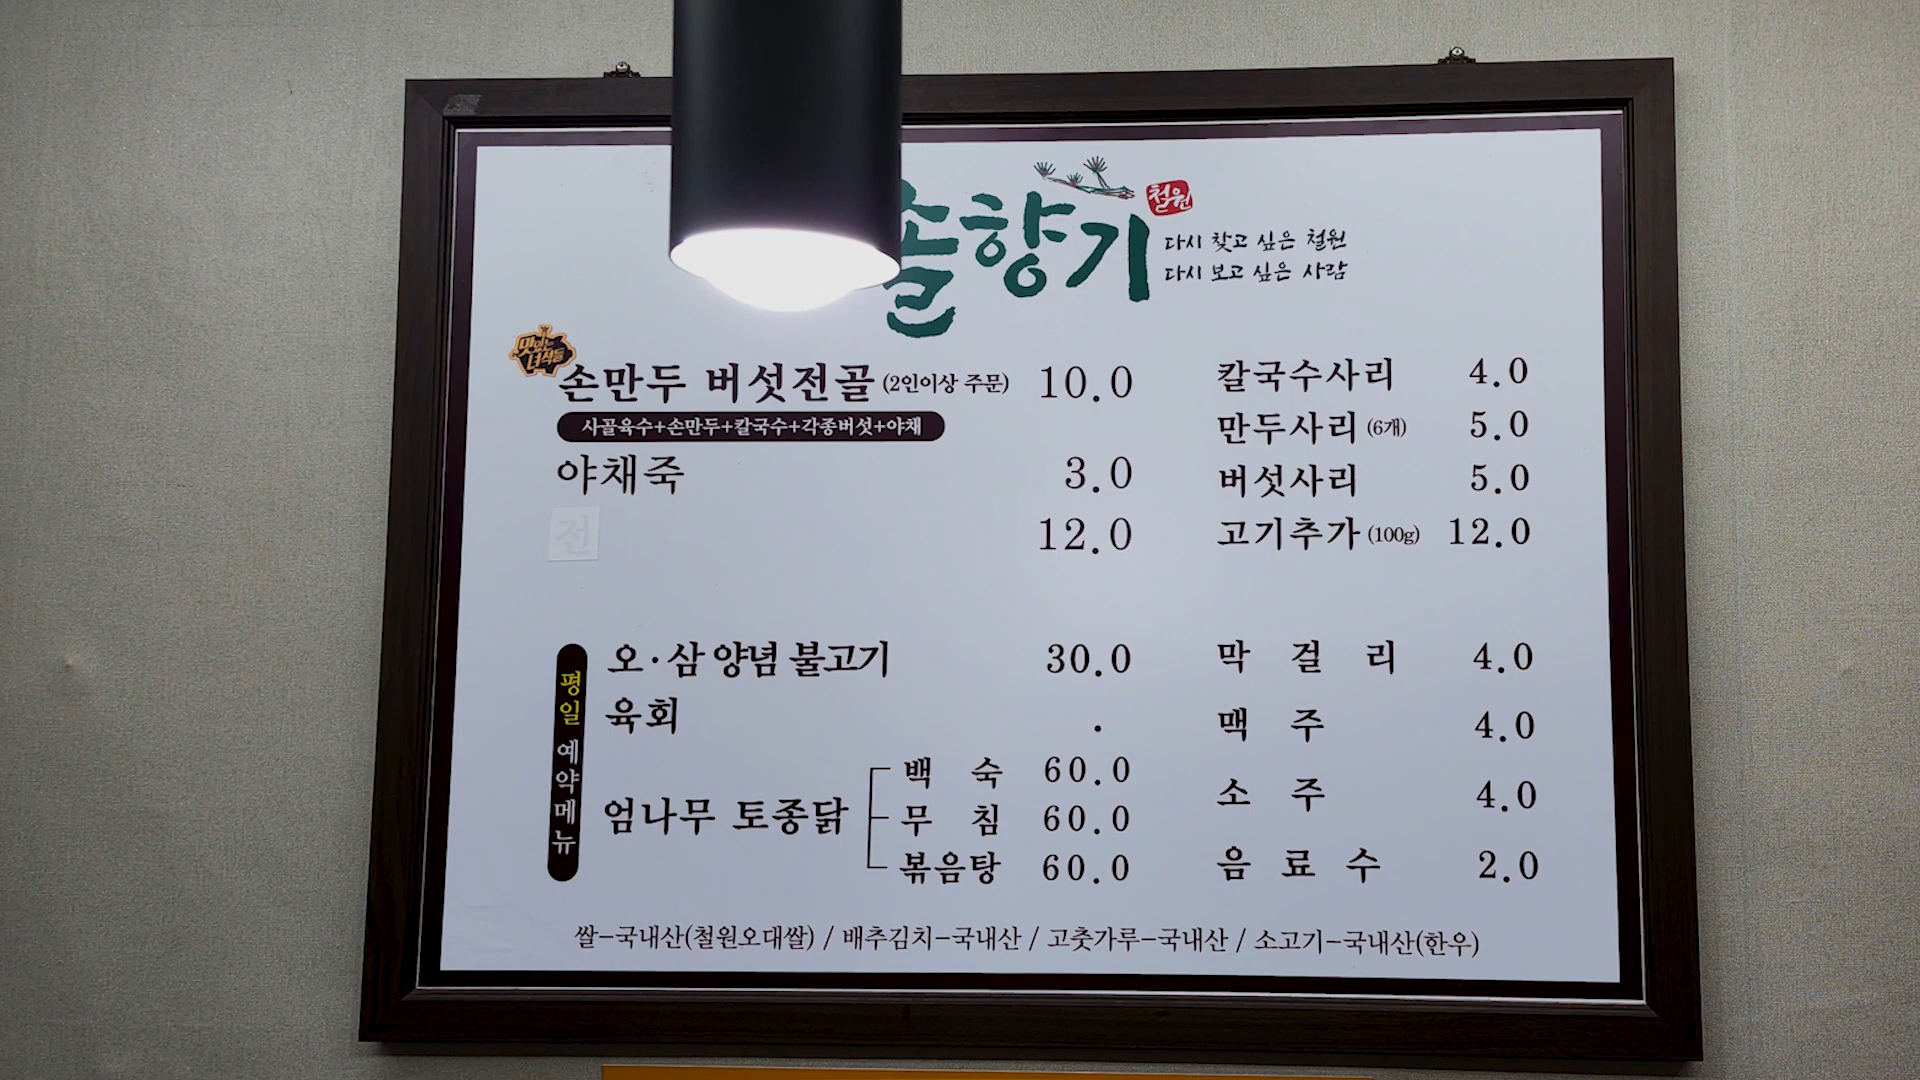 솔향기
철원
다시 찾고 싶은 철원
다시 보고 싶은 사람
맛있는
녀석들
손만두 버섯전골 (2인이상 주문) 10.0
사골육수+손만두+칼국수+각종버섯+야채
야채죽 3.0
전 12.0
칼국수사리 4.0
만두사리 (6개) 5.0
버섯사리 5.0
고기추가 (100g) 12.0
평일 예약메뉴
오·삼 양념 불고기 30.0
육회 .
엄나무 토종닭
백숙 60.0
무침 60.0
볶음탕 60.0
막걸리 4.0
맥주 4.0
소주 4.0
음료수 2.0
쌀-국내산(철원오대쌀) / 배추김치-국내산 / 고춧가루-국내산 / 소고기-국내산(한우)